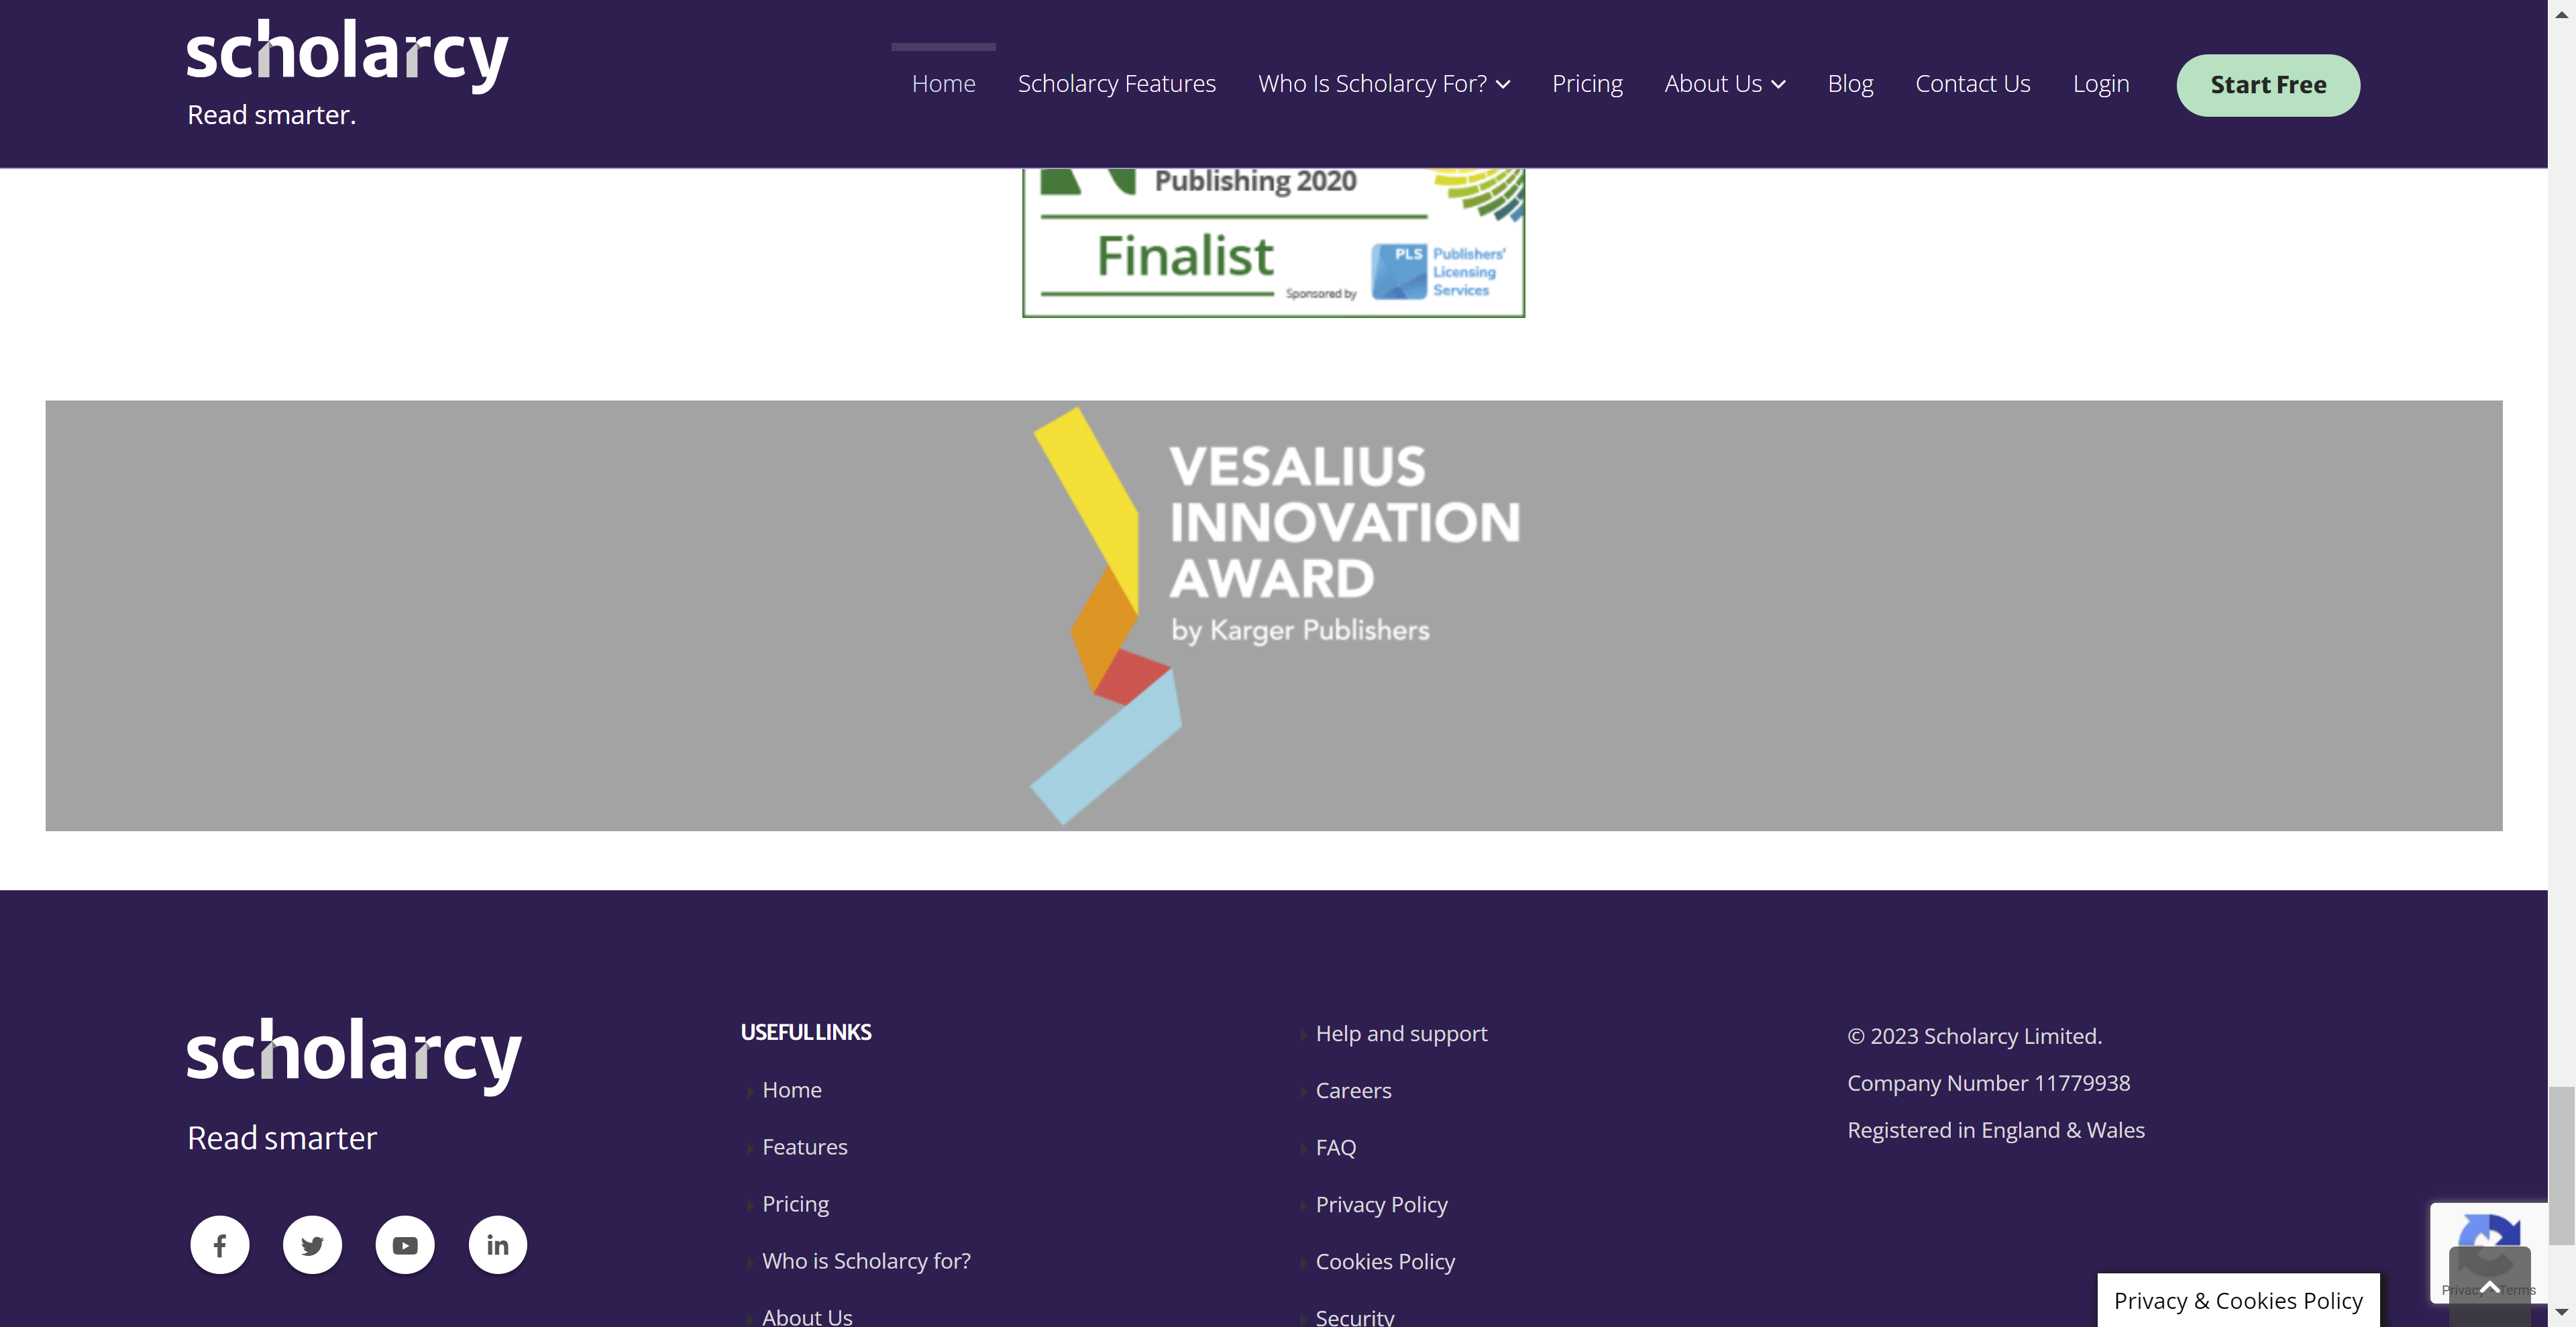 scholarcy
Read smarter.
Home Scholarcy Features Who Is Scholarcy For? Pricing About Us Blog Contact Us Login Start Free
Publishing 2020
Finalist
Sponsored by
PLS Publishers'
Licensing
Services
VESALIUS
INNOVATION
AWARD
by Karger Publishers
scholarcy
Read smarter
USEFUL LINKS
Home
Features
Pricing
Who is Scholarcy for?
About Us
Help and support
Careers
FAQ
Privacy Policy
Cookies Policy
Security
© 2023 Scholarcy Limited.
Company Number 11779938
Registered in England & Wales
Privacy - Terms
Privacy & Cookies Policy